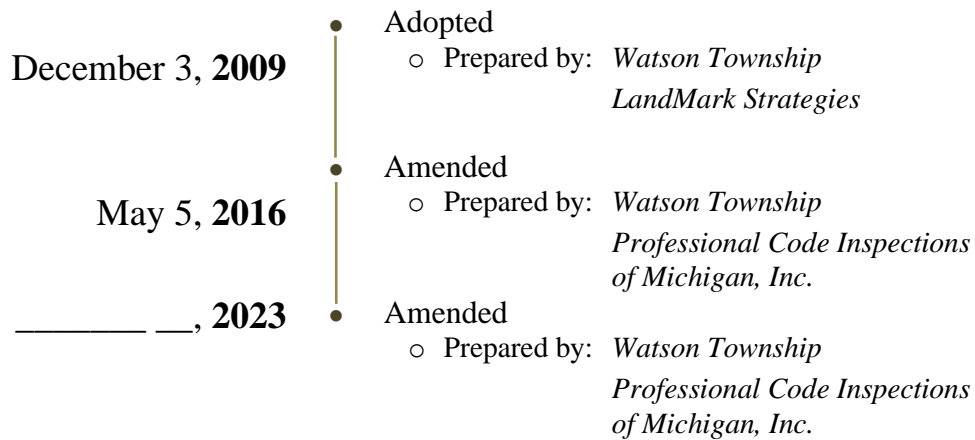 Adopted
December 3, 2009
○ Prepared by: Watson Township
LandMark Strategies
Amended
May 5, 2016
○ Prepared by: Watson Township
Professional Code Inspections
of Michigan, Inc.
_______ __, 2023
Amended
○ Prepared by: Watson Township
Professional Code Inspections
of Michigan, Inc.